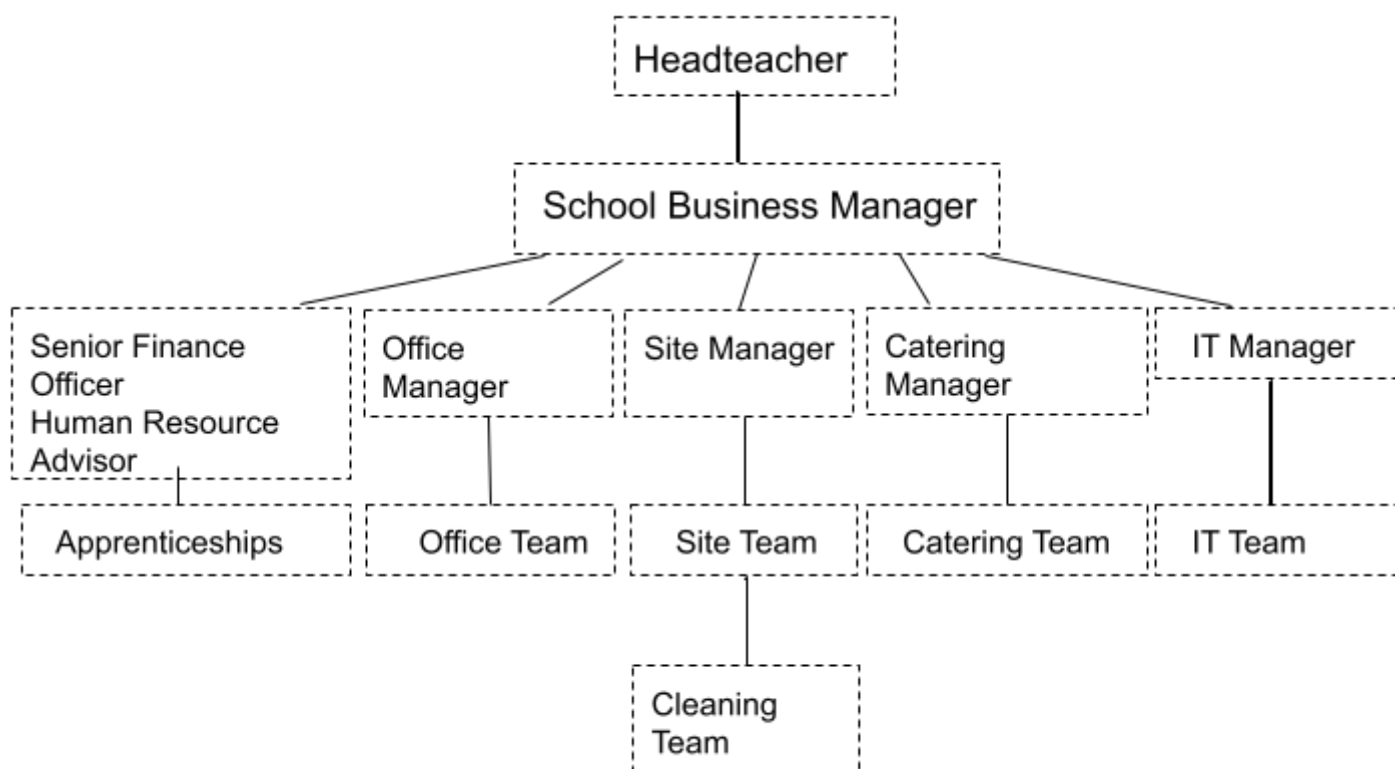 Headteacher
School Business Manager
Senior Finance
Officer
Human Resource
Advisor
Office
Manager
Site Manager
Catering
Manager
IT Manager
Apprenticeships
Office Team
Site Team
Catering Team
IT Team
Cleaning
Team